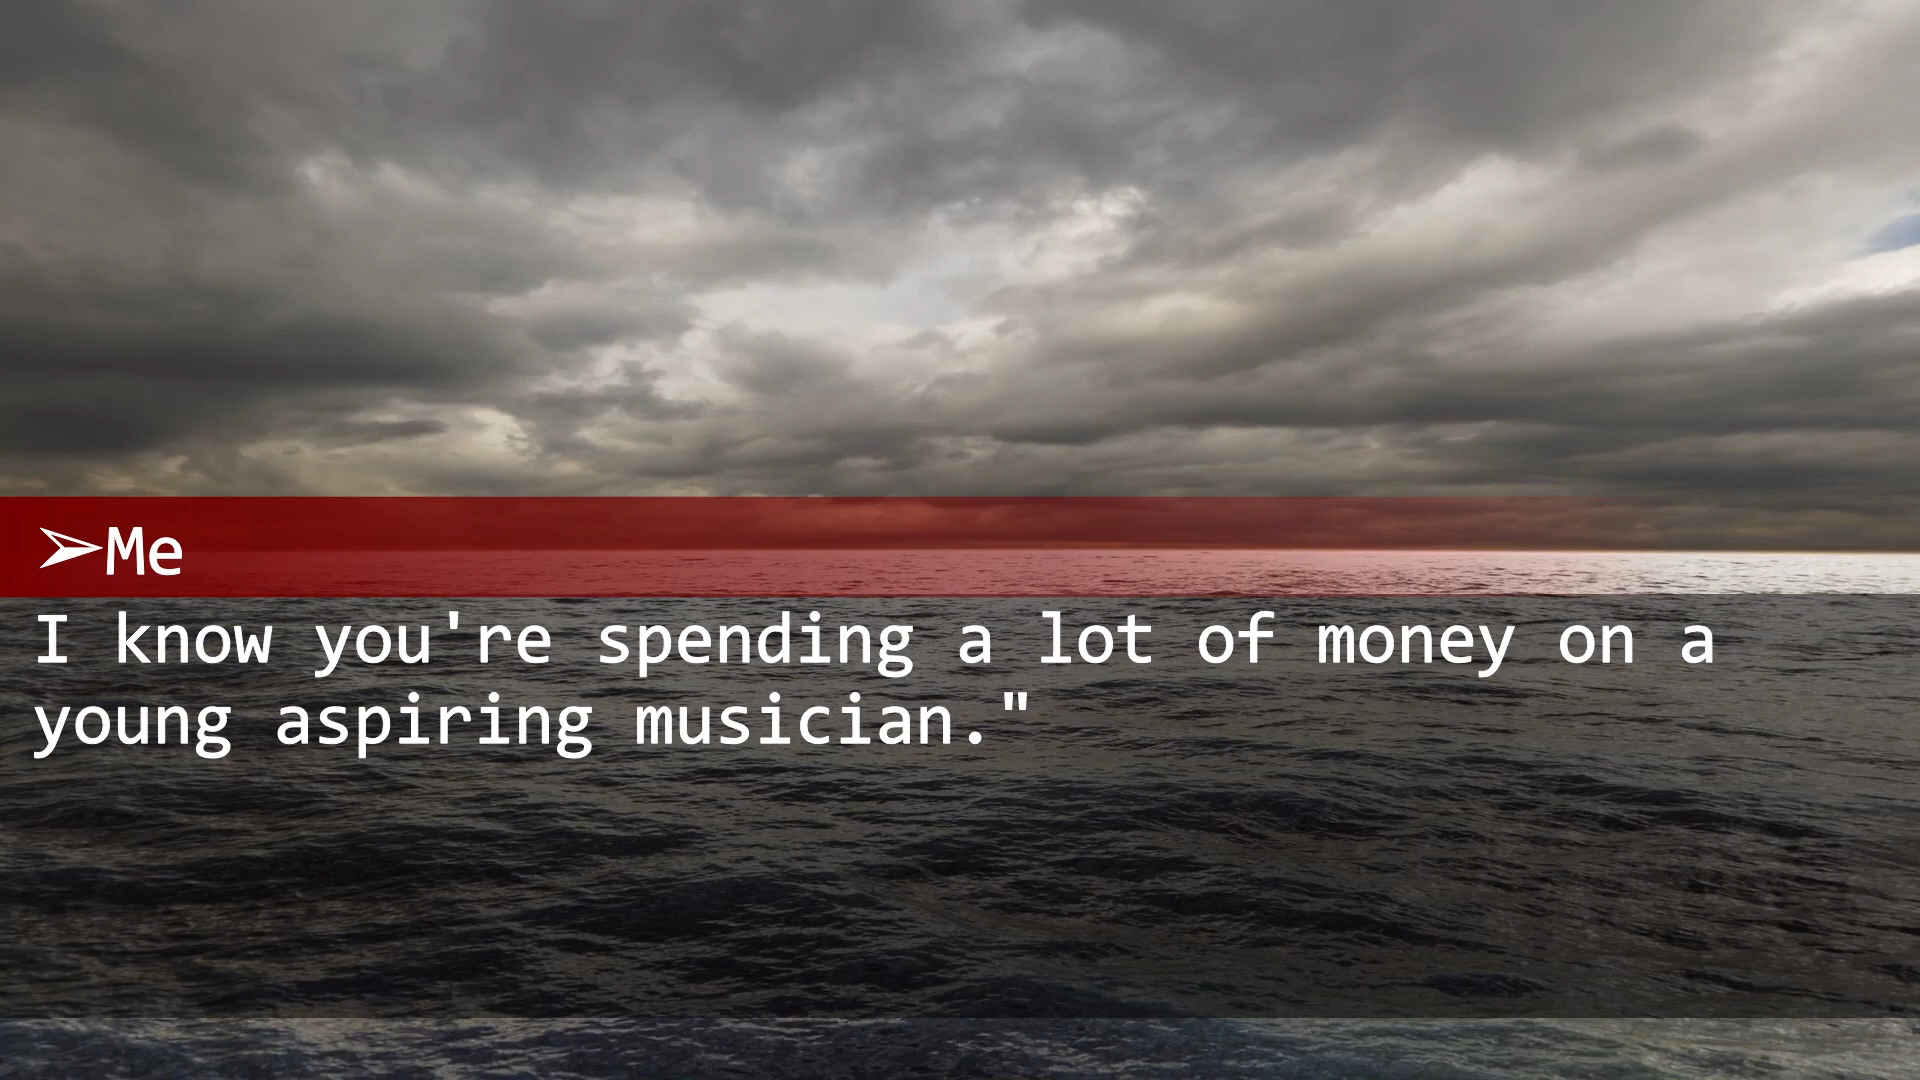 ➢Me
I know you're spending a lot of money on a
young aspiring musician."